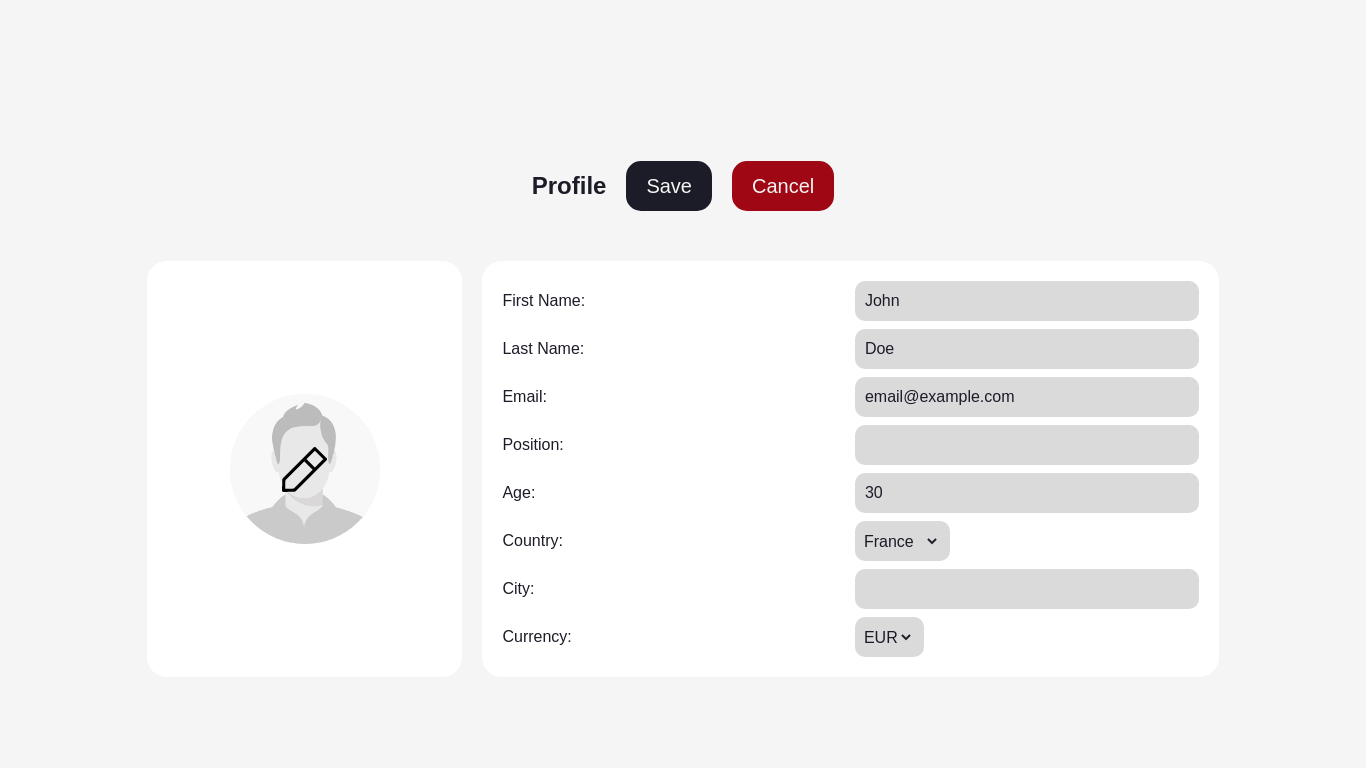 Profile Save Cancel
First Name: John
Last Name: Doe
Email: email@example.com
Position:
Age: 30
Country: France
City:
Currency: EUR